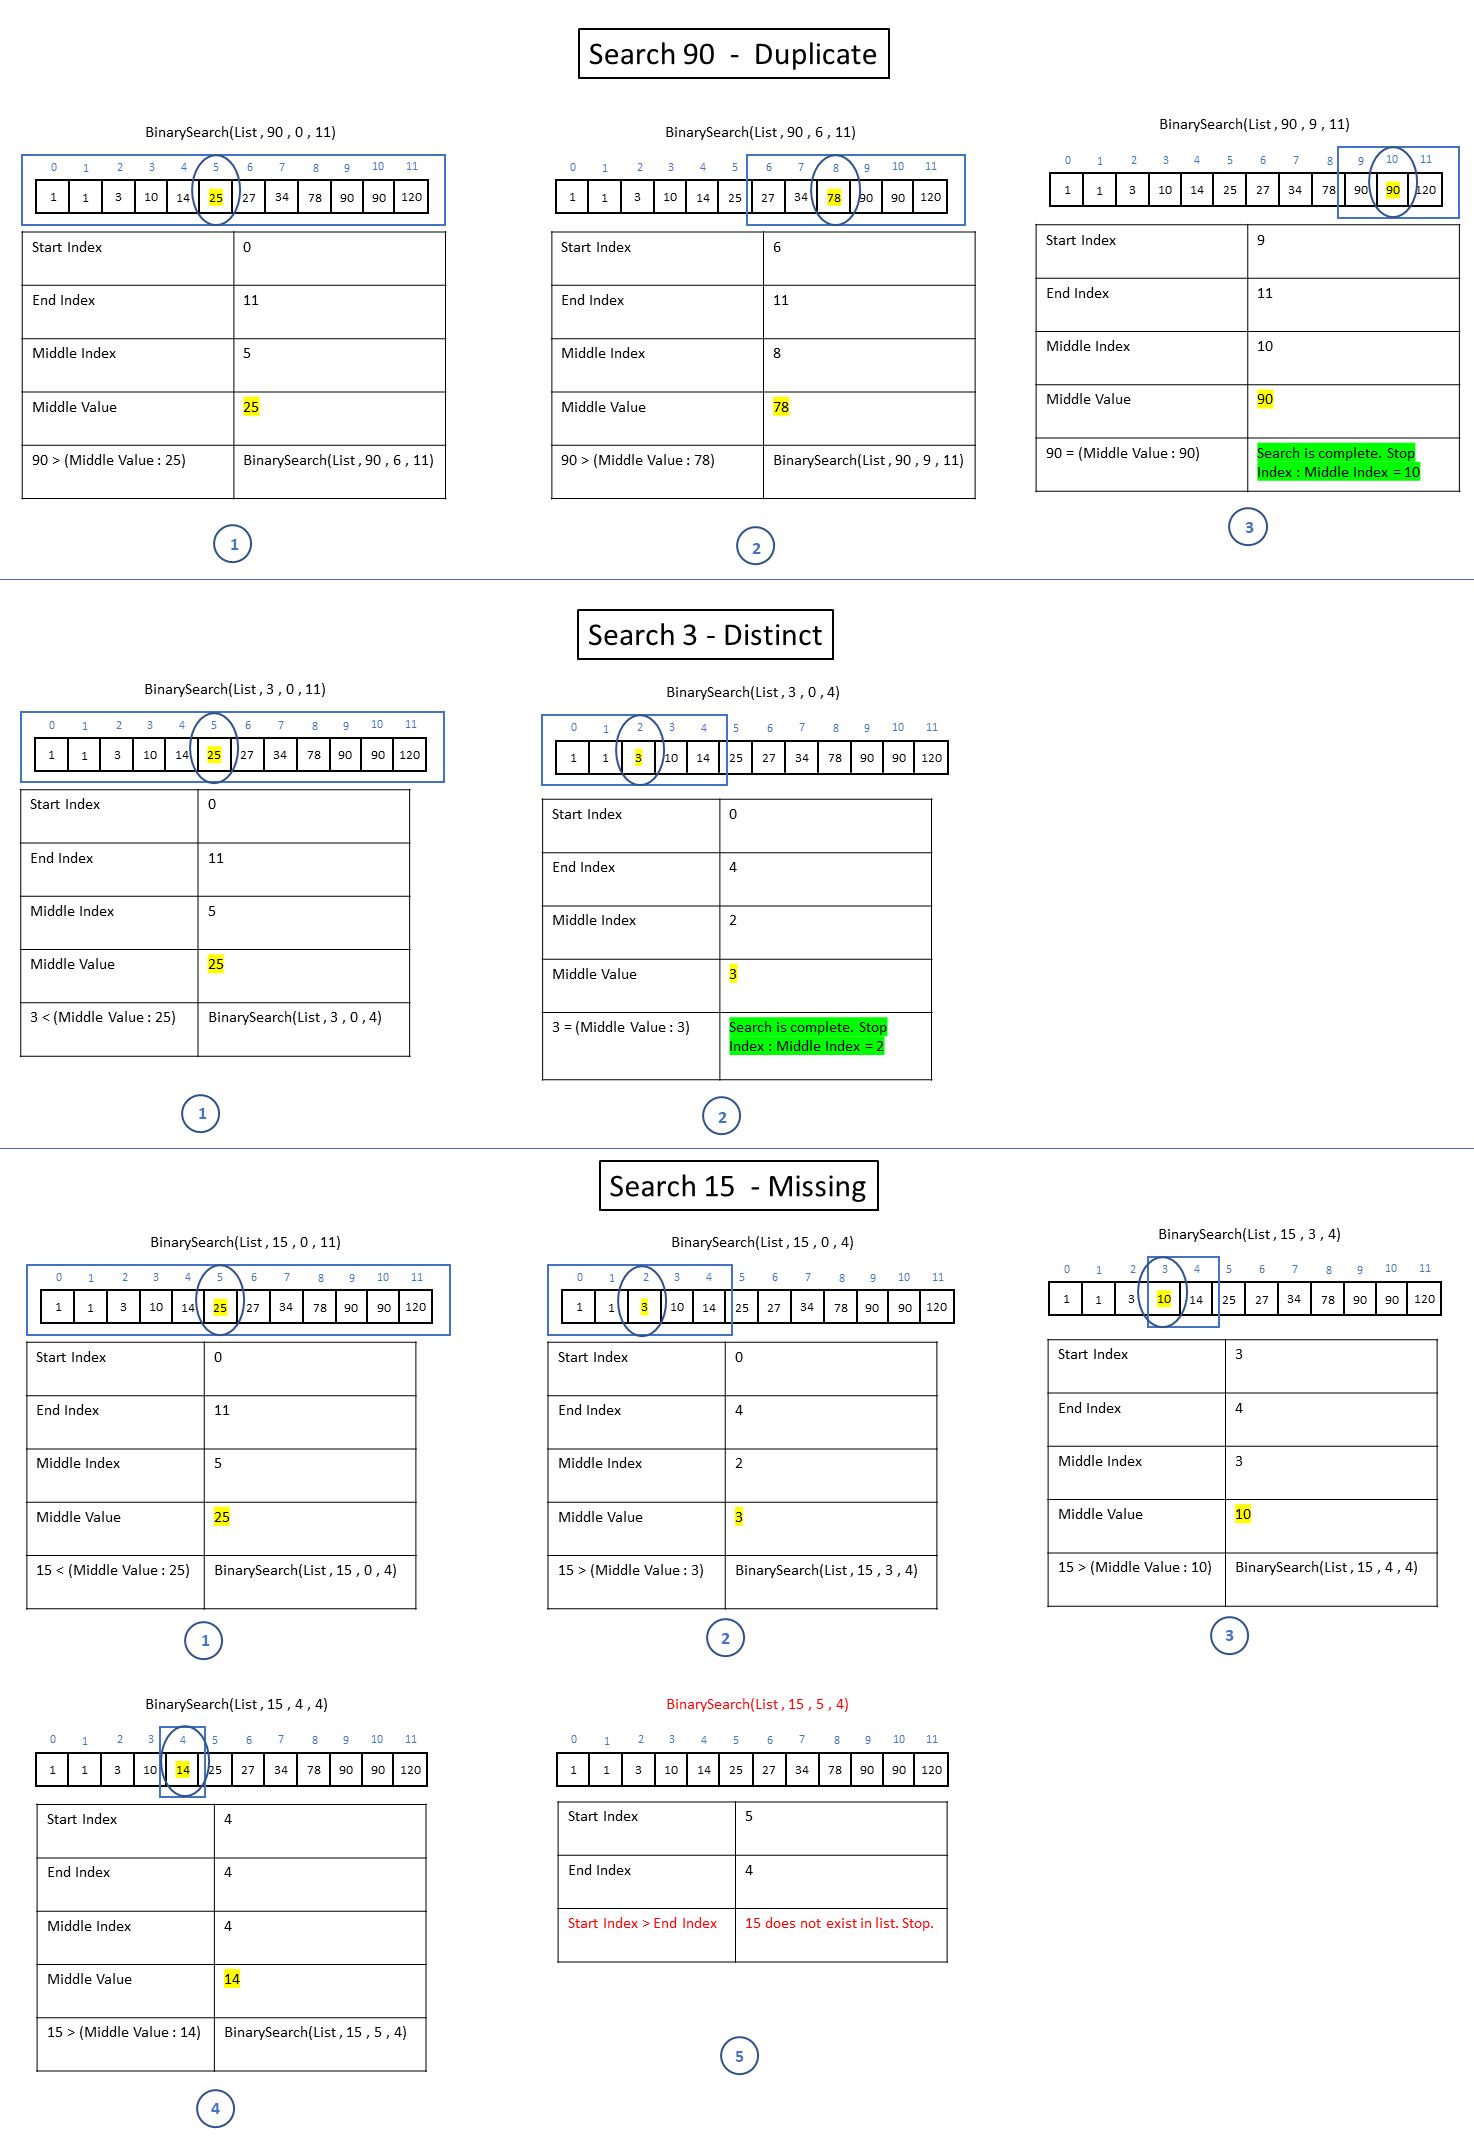 Search 90 - Duplicate
BinarySearch(List , 90 , 0 , 11)
0 1 2 3 4 5 6 7 8 9 10 11
1 1 3 10 14 25 27 34 78 90 90 120
Start Index 0
End Index 11
Middle Index 5
Middle Value 25
90 > (Middle Value : 25) BinarySearch(List , 90 , 6 , 11)
1
BinarySearch(List , 90 , 6 , 11)
0 1 2 3 4 5 6 7 8 9 10 11
1 1 3 10 14 25 27 34 78 90 90 120
Start Index 6
End Index 11
Middle Index 8
Middle Value 78
90 > (Middle Value : 78) BinarySearch(List , 90 , 9 , 11)
2
BinarySearch(List , 90 , 9 , 11)
0 1 2 3 4 5 6 7 8 9 10 11
1 1 3 10 14 25 27 34 78 90 90 120
Start Index 9
End Index 11
Middle Index 10
Middle Value 90
90 = (Middle Value : 90) Search is complete. Stop
Index : Middle Index = 10
3
Search 3 - Distinct
BinarySearch(List , 3 , 0 , 11)
0 1 2 3 4 5 6 7 8 9 10 11
1 1 3 10 14 25 27 34 78 90 90 120
Start Index 0
End Index 11
Middle Index 5
Middle Value 25
3 < (Middle Value : 25) BinarySearch(List , 3 , 0 , 4)
1
BinarySearch(List , 3 , 0 , 4)
0 1 2 3 4 5 6 7 8 9 10 11
1 1 3 10 14 25 27 34 78 90 90 120
Start Index 0
End Index 4
Middle Index 2
Middle Value 3
3 = (Middle Value : 3) Search is complete. Stop
Index : Middle Index = 2
2
Search 15 - Missing
BinarySearch(List , 15 , 0 , 11)
0 1 2 3 4 5 6 7 8 9 10 11
1 1 3 10 14 25 27 34 78 90 90 120
Start Index 0
End Index 11
Middle Index 5
Middle Value 25
15 < (Middle Value : 25) BinarySearch(List , 15 , 0 , 4)
1
BinarySearch(List , 15 , 0 , 4)
0 1 2 3 4 5 6 7 8 9 10 11
1 1 3 10 14 25 27 34 78 90 90 120
Start Index 0
End Index 4
Middle Index 2
Middle Value 3
15 > (Middle Value : 3) BinarySearch(List , 15 , 3 , 4)
2
BinarySearch(List , 15 , 3 , 4)
0 1 2 3 4 5 6 7 8 9 10 11
1 1 3 10 14 25 27 34 78 90 90 120
Start Index 3
End Index 4
Middle Index 3
Middle Value 10
15 > (Middle Value : 10) BinarySearch(List , 15 , 4 , 4)
3
BinarySearch(List , 15 , 4 , 4)
0 1 2 3 4 5 6 7 8 9 10 11
1 1 3 10 14 25 27 34 78 90 90 120
Start Index 4
End Index 4
Middle Index 4
Middle Value 14
15 > (Middle Value : 14) BinarySearch(List , 15 , 5 , 4)
4
BinarySearch(List , 15 , 5 , 4)
0 1 2 3 4 5 6 7 8 9 10 11
1 1 3 10 14 25 27 34 78 90 90 120
Start Index 5
End Index 4
Start Index > End Index 15 does not exist in list. Stop.
5